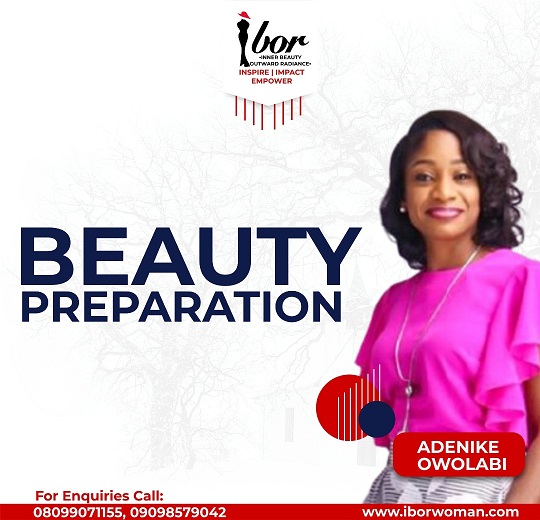 ibor
•INNER BEAUTY
OUTWARD RADIANCE•
INSPIRE | IMPACT
EMPOWER
BEAUTY
PREPARATION
ADENIKE
OWOLABI
For Enquiries Call:
08099071155, 09098579042
www.iborwoman.com